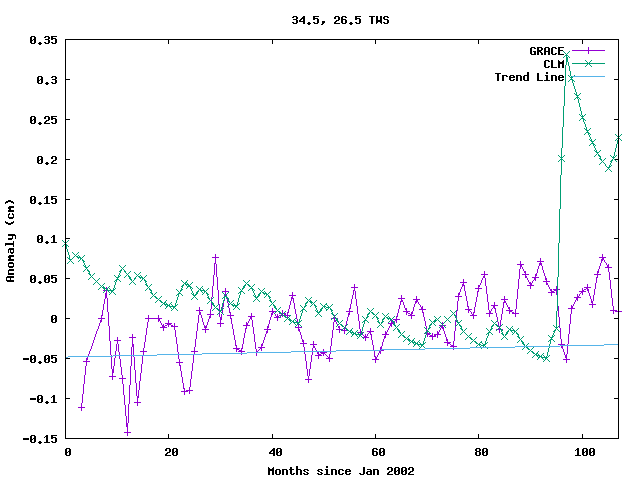 34.5, 26.5 TWS
GRACE
CLM
Trend Line
0.35
0.3
0.25
0.2
0.15
0.1
0.05
0
-0.05
-0.1
-0.15
Anomaly (cm)
0 20 40 60 80 100
Months since Jan 2002